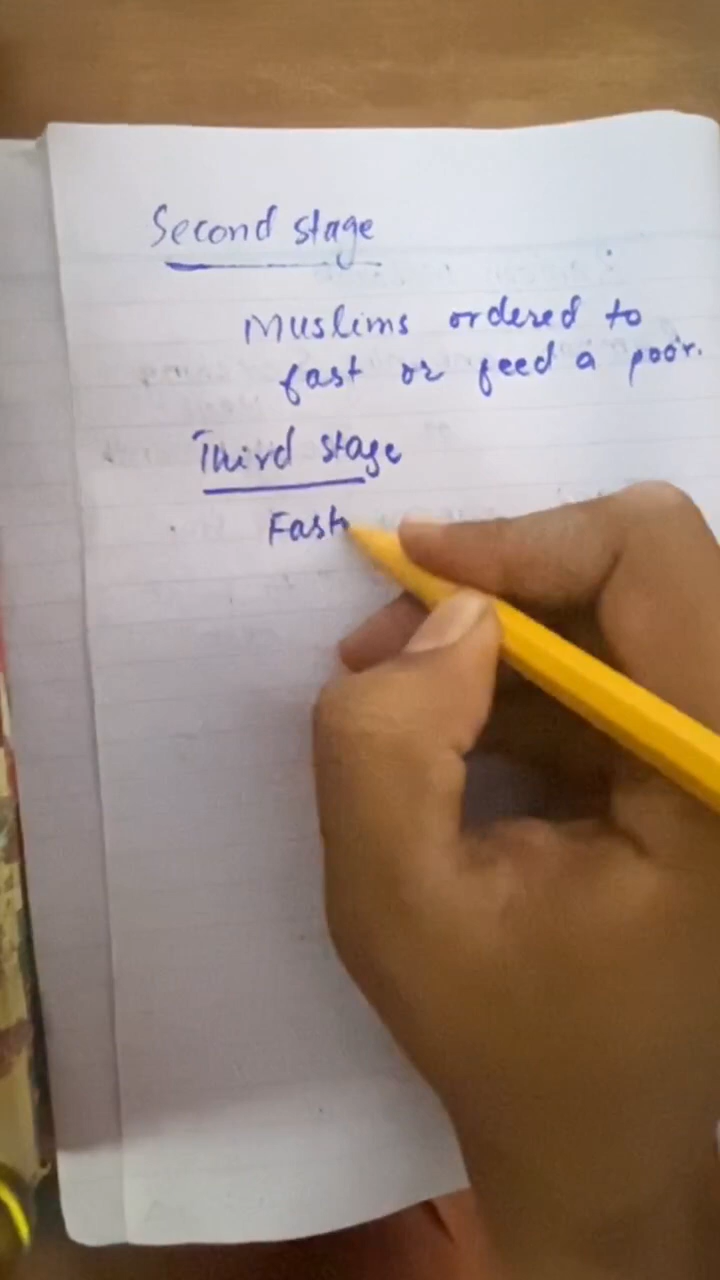 Second stage
Muslims ordered to
fast or feed a poor.
Third stage
Fast